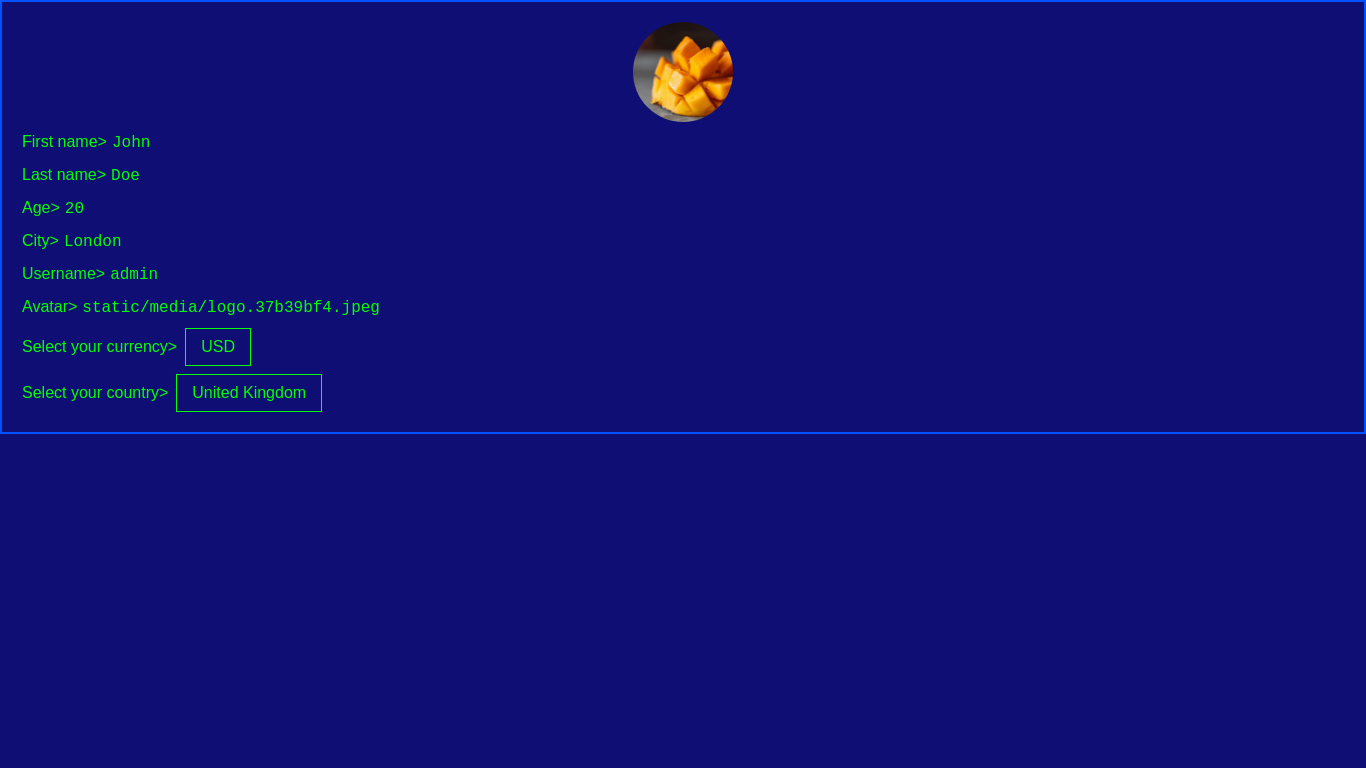 First name> John
Last name> Doe
Age> 20
City> London
Username> admin
Avatar> static/media/logo.37b39bf4.jpeg
Select your currency> USD
Select your country> United Kingdom